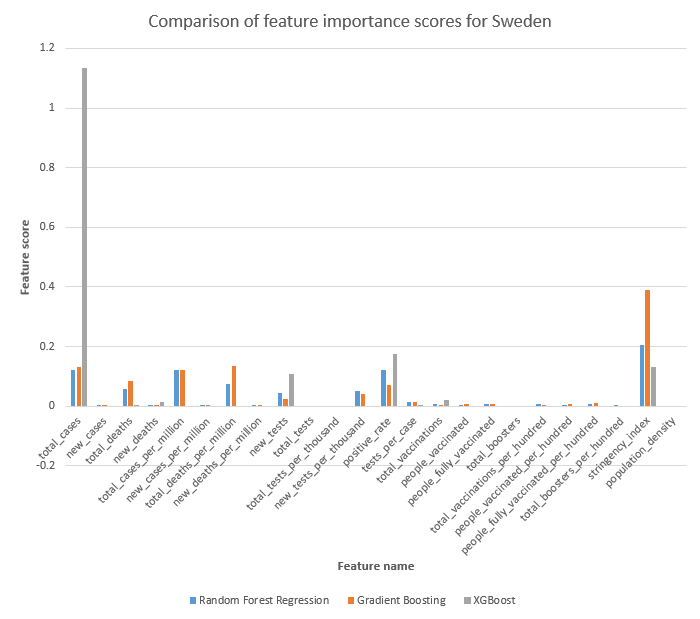 Comparison of feature importance scores for Sweden
1.2
1
0.8
0.6
0.4
0.2
0
-0.2
Feature score
total_cases
new_cases
total_deaths
new_deaths
total_cases_per_million
new_cases_per_million
total_deaths_per_million
new_deaths_per_million
new_tests
total_tests
total_tests_per_thousand
new_tests_per_thousand
positive_rate
tests_per_case
total_vaccinations
people_vaccinated
people_fully_vaccinated
total_boosters
total_vaccinations_per_hundred
people_vaccinated_per_hundred
people_fully_vaccinated_per_hundred
total_boosters_per_hundred
stringency_index
population_density
Feature name
Random Forest Regression
Gradient Boosting
XGBoost